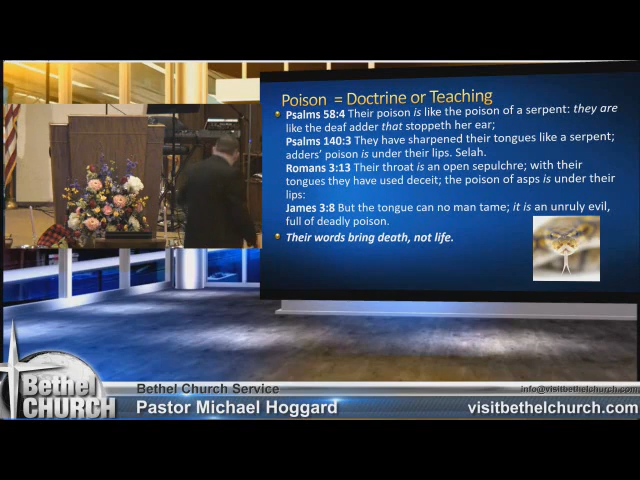 Poison = Doctrine or Teaching
Psalms 58:4 Their poison is like the poison of a serpent: they are
like the deaf adder that stoppeth her ear;
Psalms 140:3 They have sharpened their tongues like a serpent;
adders' poison is under their lips. Selah.
Romans 3:13 Their throat is an open sepulchre; with their
tongues they have used deceit; the poison of asps is under their
lips:
James 3:8 But the tongue can no man tame; it is an unruly evil,
full of deadly poison.
Their words bring death, not life.
Bethel
CHURCH
Bethel Church Service
info@visitbethelchurch.com
Pastor Michael Hoggard
visitbethelchurch.com